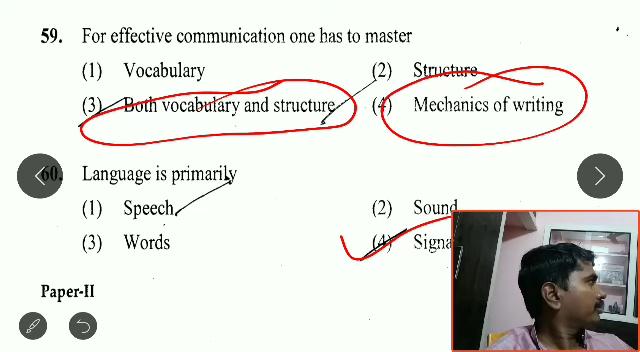 59. For effective communication one has to master
(1) Vocabulary (2) Structure
(3) Both vocabulary and structure (4) Mechanics of writing
60. Language is primarily
(1) Speech (2) Sound
(3) Words (4) Signa
Paper-II